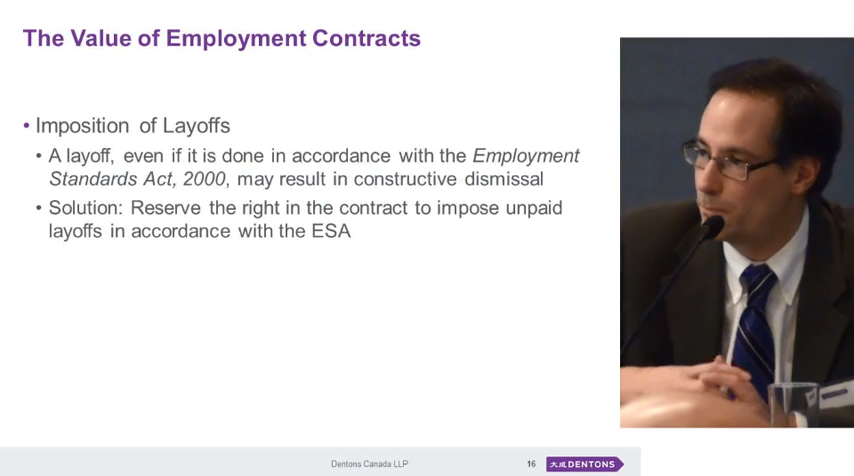 The Value of Employment Contracts
• Imposition of Layoffs
• A layoff, even if it is done in accordance with the Employment
Standards Act, 2000, may result in constructive dismissal
• Solution: Reserve the right in the contract to impose unpaid
layoffs in accordance with the ESA
Dentons Canada LLP
16
大成 DENTONS